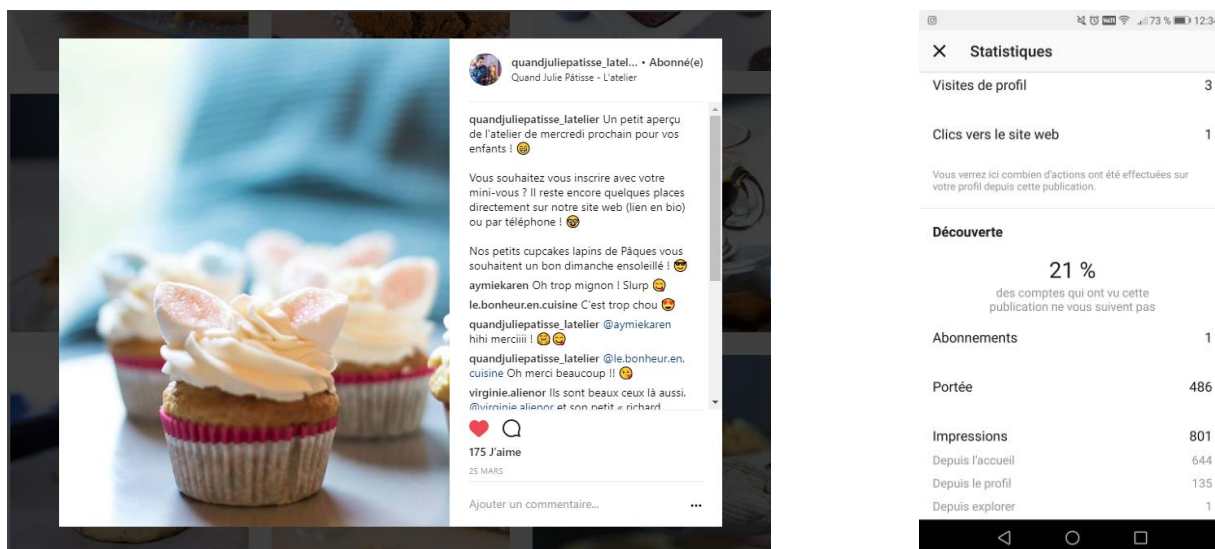 quandjuliepatisse_latel... • Abonné(e)
Quand Julie Pâtisse - L'atelier
quandjuliepatisse_latelier Un petit aperçu
de l'atelier de mercredi prochain pour vos
enfants ! 😁
Vous souhaitez vous inscrire avec votre
mini-vous ? Il reste encore quelques places
directement sur notre site web (lien en bio)
ou par téléphone ! 🤓
Nos petits cupcakes lapins de Pâques vous
souhaitent un bon dimanche ensoleillé ! 😎
aymiekaren Oh trop mignon ! Slurp 😋
le.bonheur.en.cuisine C'est trop chou 😍
quandjuliepatisse_latelier @aymiekaren
hihi merciiii ! 🤗 😋
quandjuliepatisse_latelier @le.bonheur.en.
cuisine Oh merci beaucoup !! 😘
virginie.alienor Ils sont beaux ceux là aussi.
@virginie.alienor et son petit « richard
175 J'aime
25 MARS
Ajouter un commentaire...
73 % 12:34
Statistiques
Visites de profil 3
Clics vers le site web 1
Vous verrez ici combien d'actions ont été effectuées sur
votre profil depuis cette publication.
Découverte
21 %
des comptes qui ont vu cette
publication ne vous suivent pas
Abonnements 1
Portée 486
Impressions 801
Depuis l'accueil 644
Depuis le profil 135
Depuis explorer 1